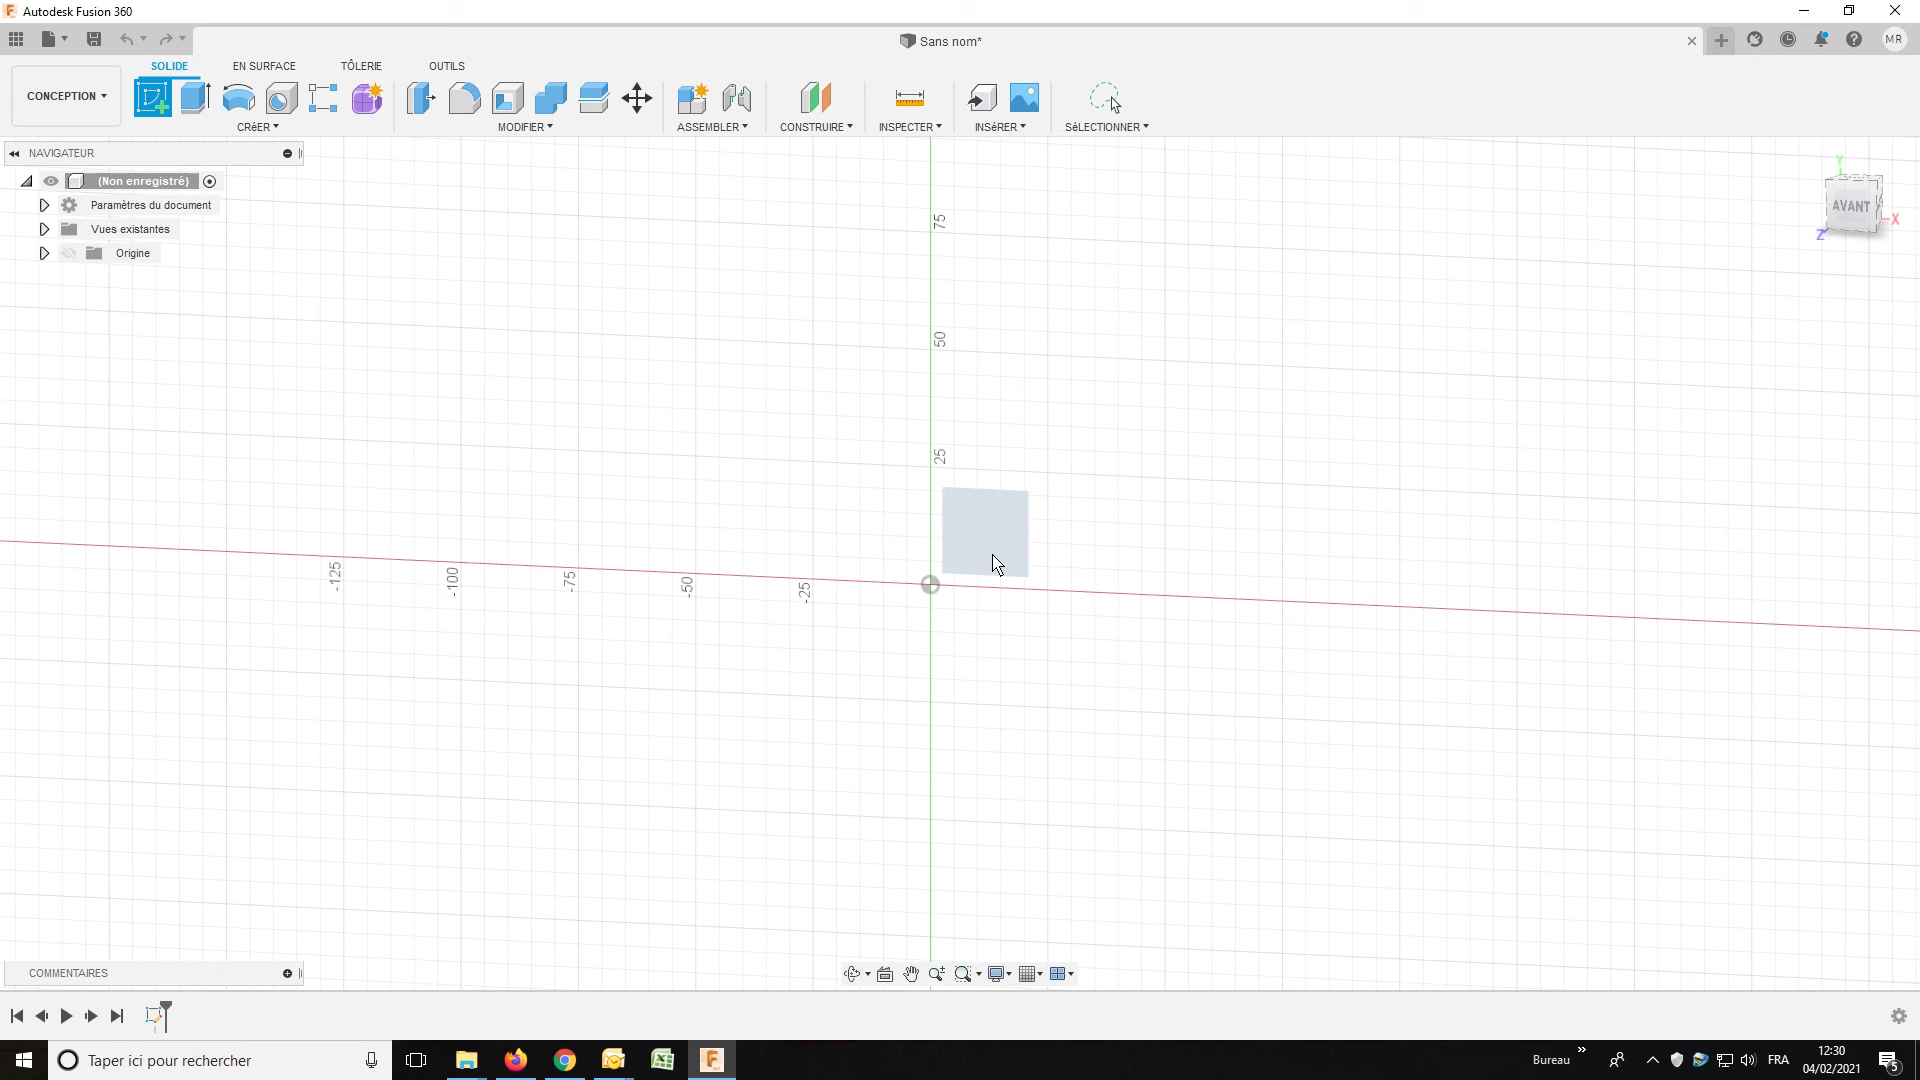 Autodesk Fusion 360
Sans nom*
MR
SOLIDE EN SURFACE TÔLERIE OUTILS
CONCEPTION
CRéER MODIFIER ASSEMBLER CONSTRUIRE INSPECTER INSéRER SéLECTIONNER
NAVIGATEUR
(Non enregistré)
Paramètres du document
Vues existantes
Origine
Y
AVANT
X
Z
75
50
25
-125 -100 -75 -50 -25
COMMENTAIRES
Taper ici pour rechercher
Bureau
»
FRA
12:30
04/02/2021
5